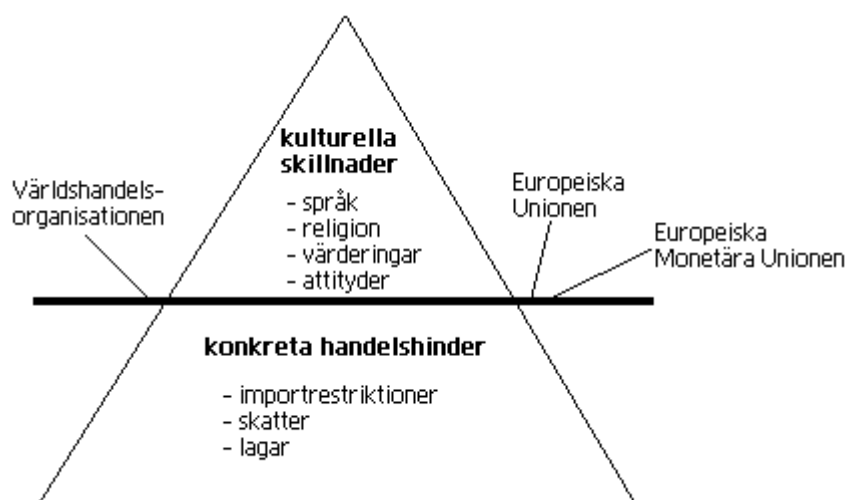 kulturella
skillnader
- språk
- religion
- värderingar
- attityder
Världshandels-
organisationen
Europeiska
Unionen
Europeiska
Monetära Unionen
konkreta handelshinder
- importrestriktioner
- skatter
- lagar